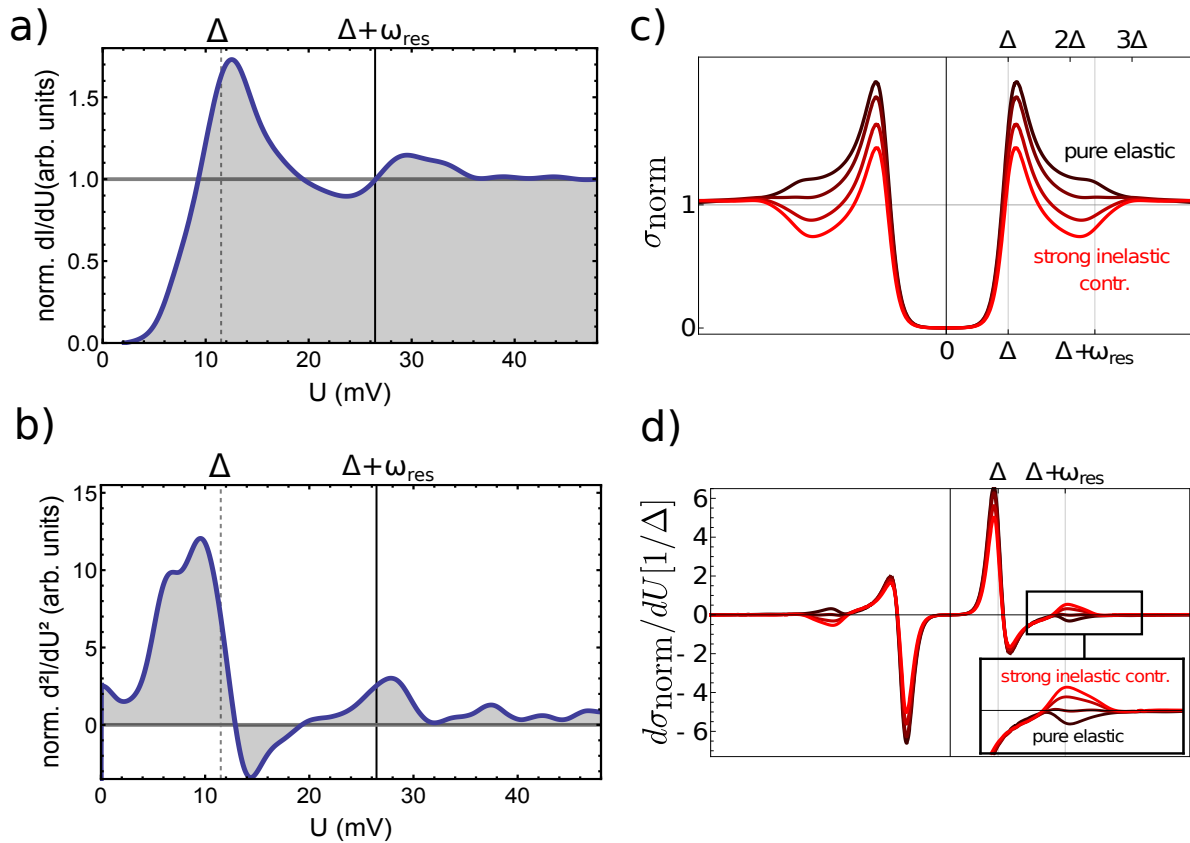 a)
Δ
Δ+ω_res
norm. dI/dU(arb. units)
1.5
1.0
0.5
0.0
0
10
20
30
40
U (mV)
b)
Δ
Δ+ω_res
norm. d²I/dU² (arb. units)
15
10
5
0
0
10
20
30
40
U (mV)
c)
Δ
2Δ
3Δ
σ_norm
1
0
pure elastic
strong inelastic
contr.
0
Δ
Δ+ω_res
d)
Δ
Δ+ω_res
dσ_norm/dU[1/Δ]
6
4
2
0
- 2
- 4
- 6
strong inelastic contr.
pure elastic